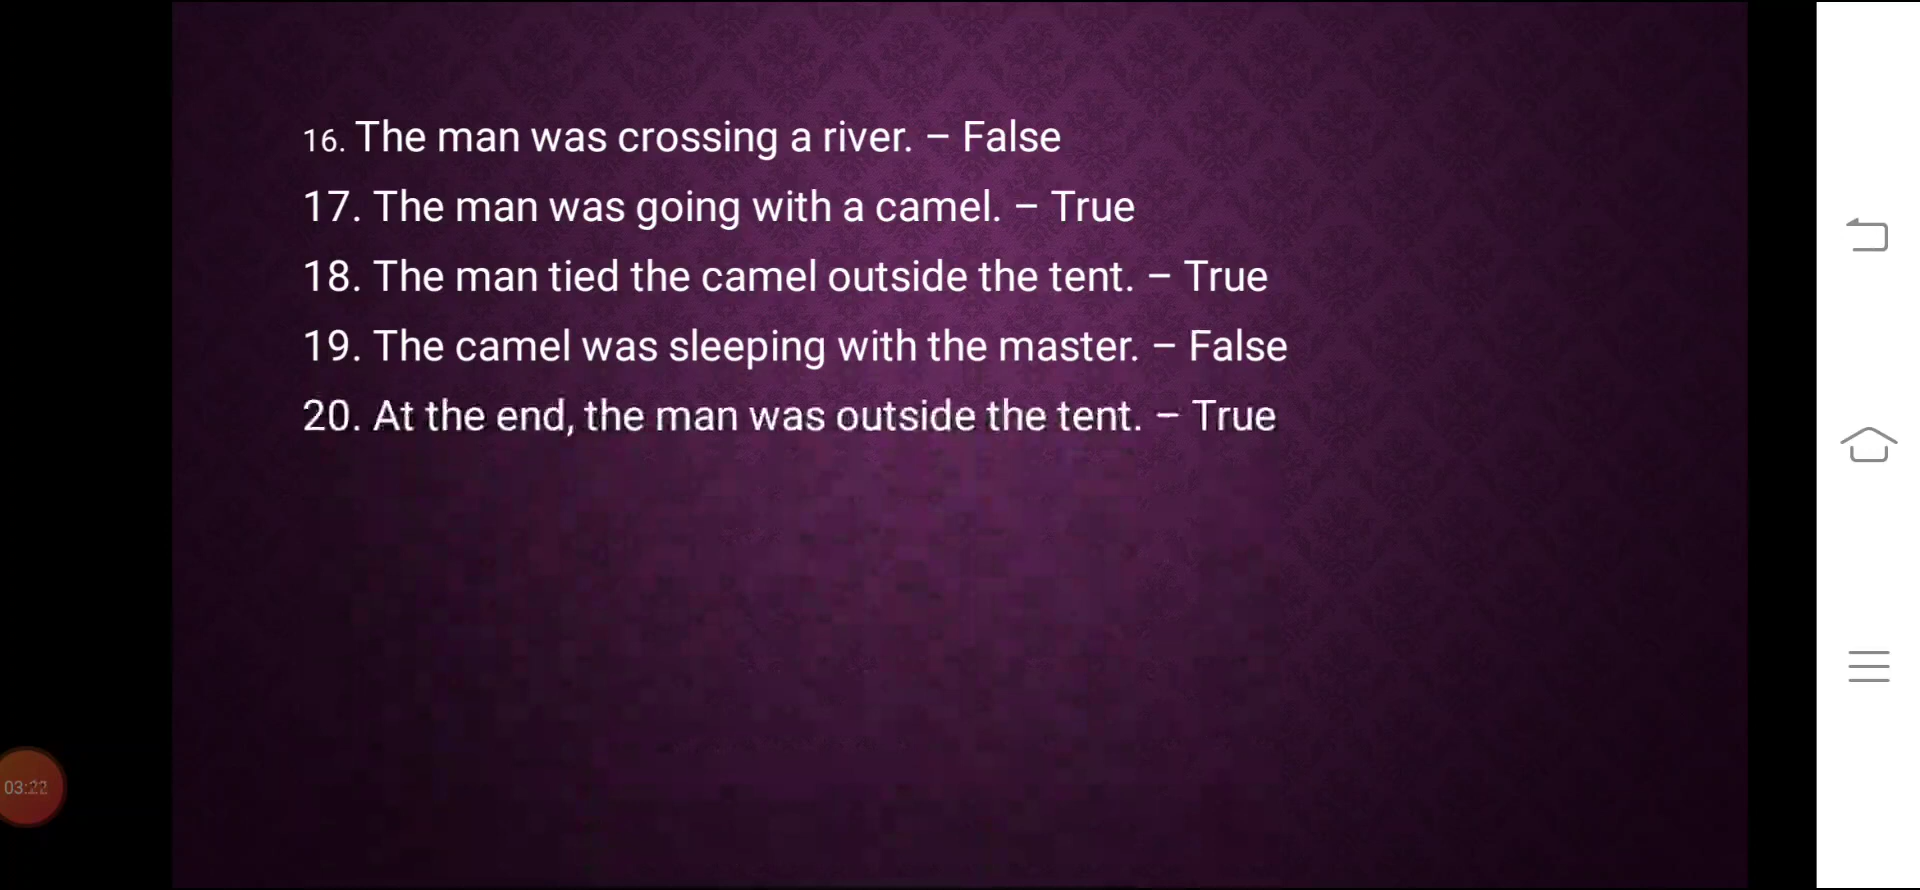 16. The man was crossing a river. – False
17. The man was going with a camel. – True
18. The man tied the camel outside the tent. – True
19. The camel was sleeping with the master. – False
20. At the end, the man was outside the tent. – True
03:22